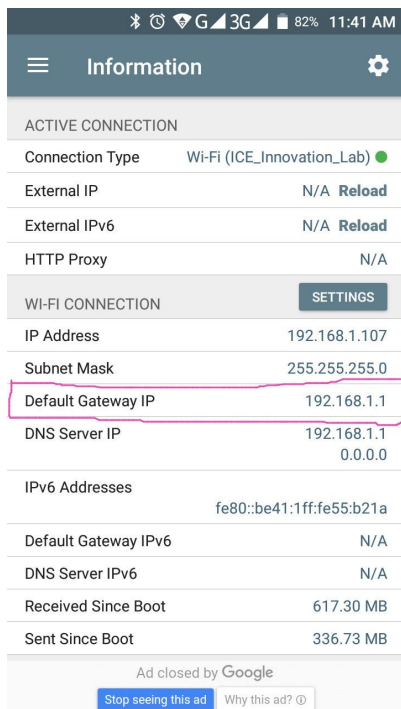 G 3G 82% 11:41 AM
Information
ACTIVE CONNECTION
Connection Type Wi-Fi (ICE_Innovation_Lab)
External IP N/A Reload
External IPv6 N/A Reload
HTTP Proxy N/A
WI-FI CONNECTION SETTINGS
IP Address 192.168.1.107
Subnet Mask 255.255.255.0
Default Gateway IP 192.168.1.1
DNS Server IP 192.168.1.1
0.0.0.0
IPv6 Addresses
fe80::be41:1ff:fe55:b21a
Default Gateway IPv6 N/A
DNS Server IPv6 N/A
Received Since Boot 617.30 MB
Sent Since Boot 336.73 MB
Ad closed by Google
Stop seeing this ad Why this ad?